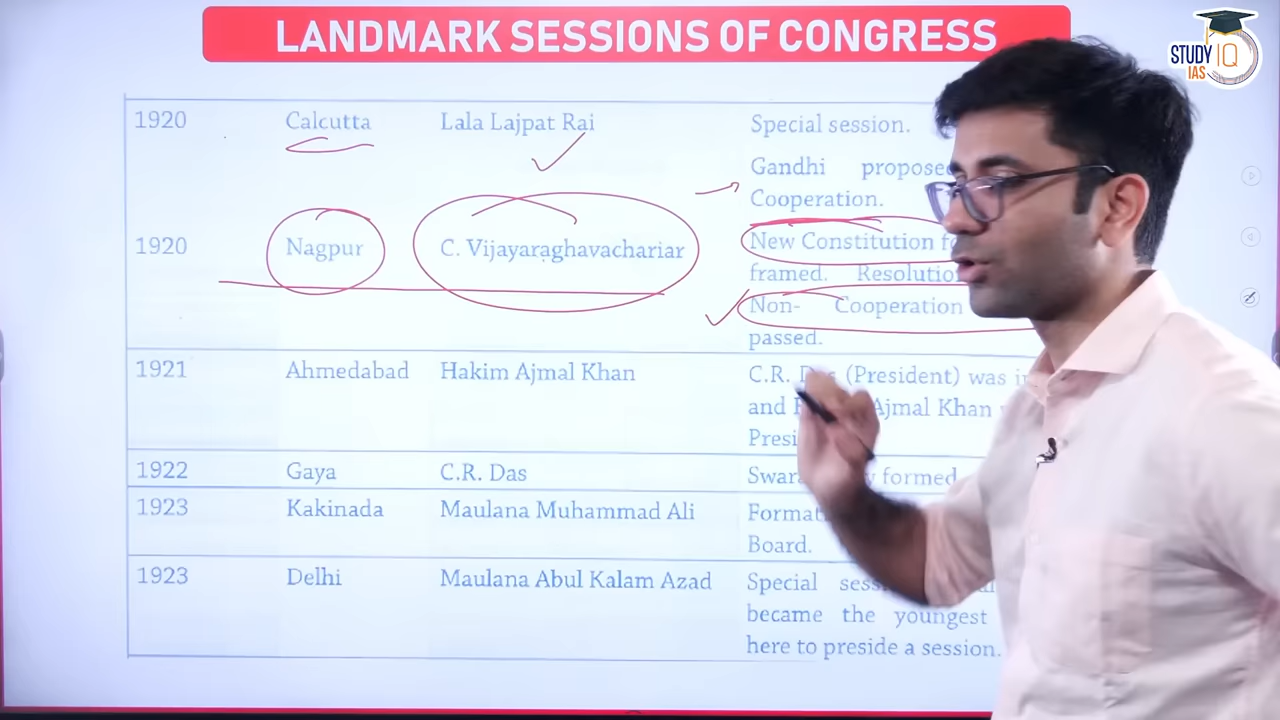 LANDMARK SESSIONS OF CONGRESS
STUDY IQ
IAS
1920 Calcutta Lala Lajpat Rai Special session.
Gandhi
Cooperation.
1920 Nagpur C. Vijayaraghavachariar New Constitution
framed.
Non- Cooperation
passed.
1921 Ahmedabad Hakim Ajmal Khan C.R. (President) was
and Ajmal Khan
1922 Gaya C.R. Das formed
1923 Kakinada Maulana Muhammad Ali
Board.
1923 Delhi Maulana Abul Kalam Azad Special
became the youngest
here to preside a session.